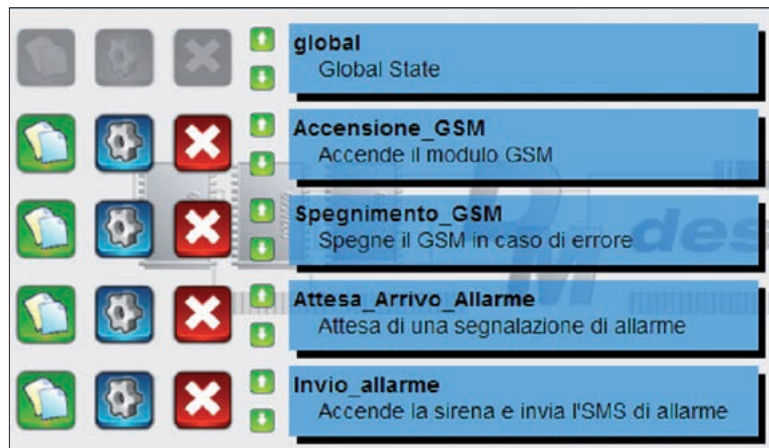 global
Global State
Accensione_GSM
Accende il modulo GSM
Spegnimento_GSM
Spegne il GSM in caso di errore
des
Attesa_Arrivo_Allarme
Attesa di una segnalazione di allarme
Invio_allarme
Accende la sirena e invia l'SMS di allarme